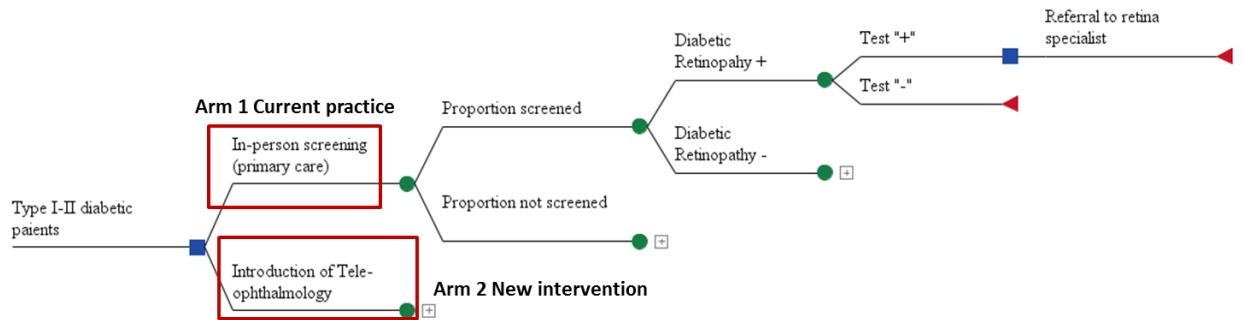 Arm 1 Current practice
In-person screening
(primary care)
Type I-II diabetic
paients
Introduction of Tele-
ophthalmology
Arm 2 New intervention
Proportion screened
Proportion not screened
Diabetic
Retinopahy +
Diabetic
Retinopathy -
Test "+"
Test "-"
Referral to retina
specialist